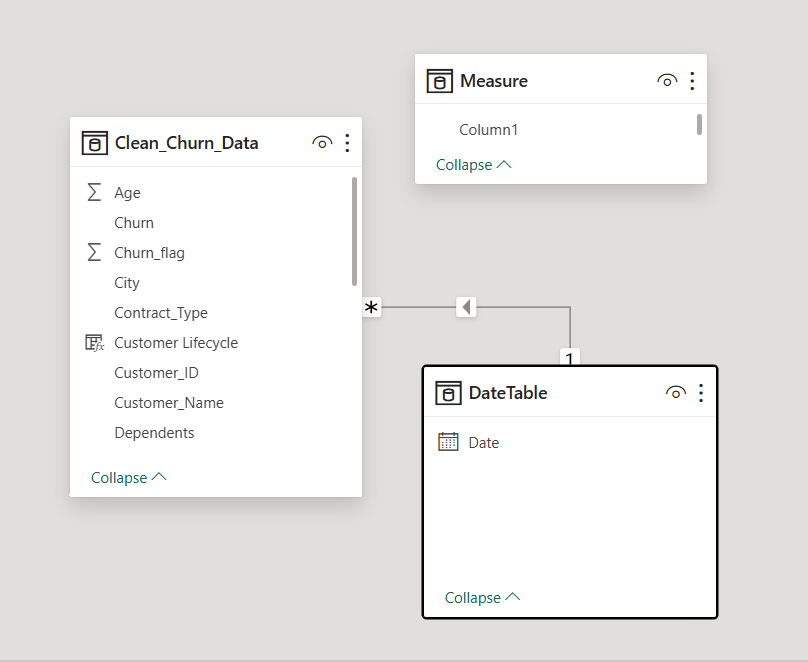 Measure
Column1
Collapse
Clean_Churn_Data
Age
Churn
Churn_flag
City
Contract_Type
Customer Lifecycle
Customer_ID
Customer_Name
Dependents
Collapse
*
1
DateTable
Date
Collapse